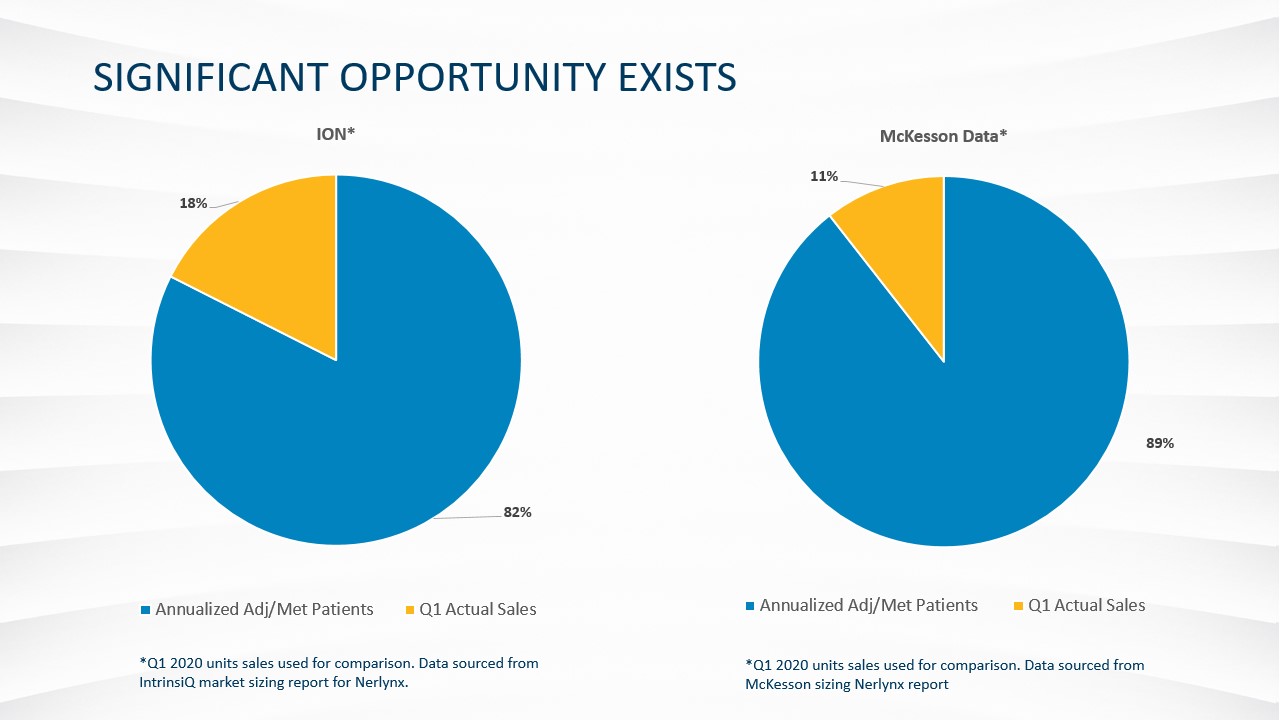 SIGNIFICANT OPPORTUNITY EXISTS
ION*
18%
82%
Annualized Adj/Met Patients
Q1 Actual Sales
*Q1 2020 units sales used for comparison. Data sourced from
IntrinsiQ market sizing report for Nerlynx.
McKesson Data*
11%
89%
Annualized Adj/Met Patients
Q1 Actual Sales
*Q1 2020 units sales used for comparison. Data sourced from
McKesson sizing Nerlynx report